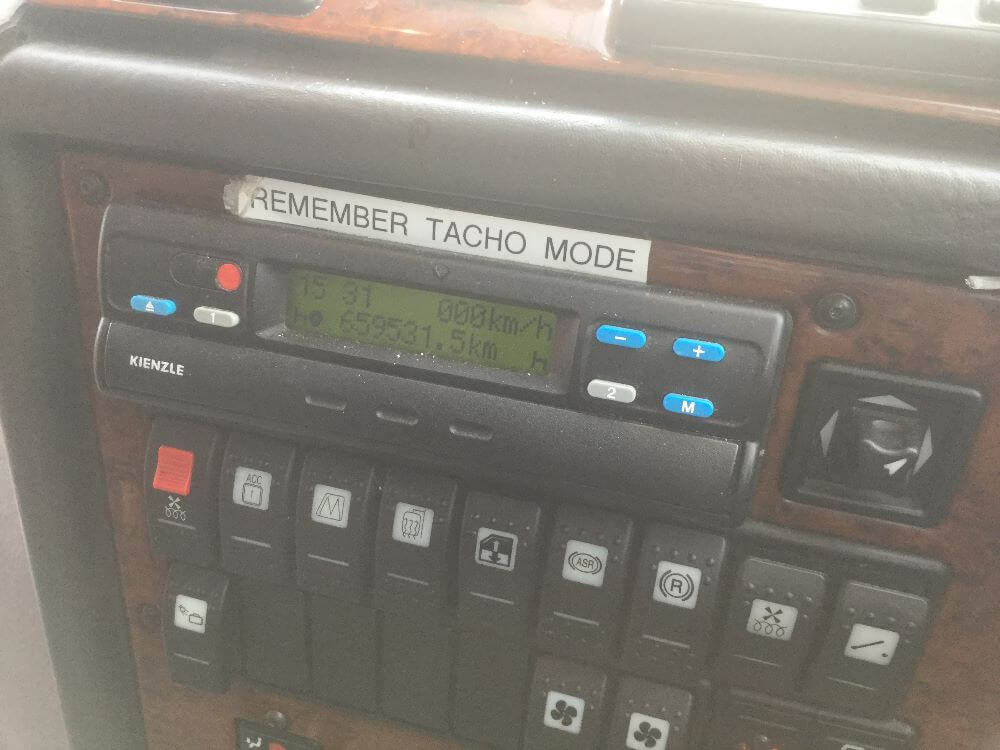 REMEMBER TACHO MODE
15 31 000km/h
h 659531.5km h
1
2
M
KIENZLE
ACC
ASR
R